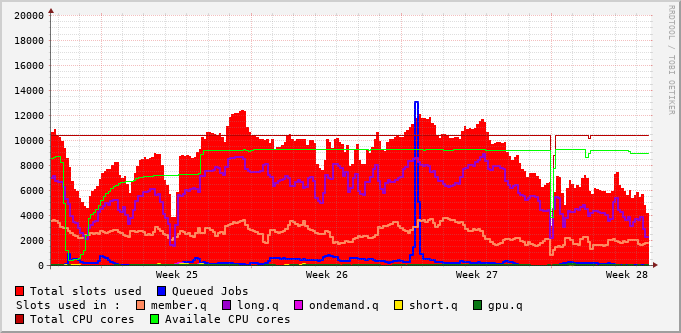 20000
18000
16000
14000
12000
10000
8000
6000
4000
2000
0
Week 25 Week 26 Week 27 Week 28
Total slots used Queued Jobs
Slots used in : member.q long.q ondemand.q short.q gpu.q
Total CPU cores Availale CPU cores
RRDTOOL / TOBI OETIKER